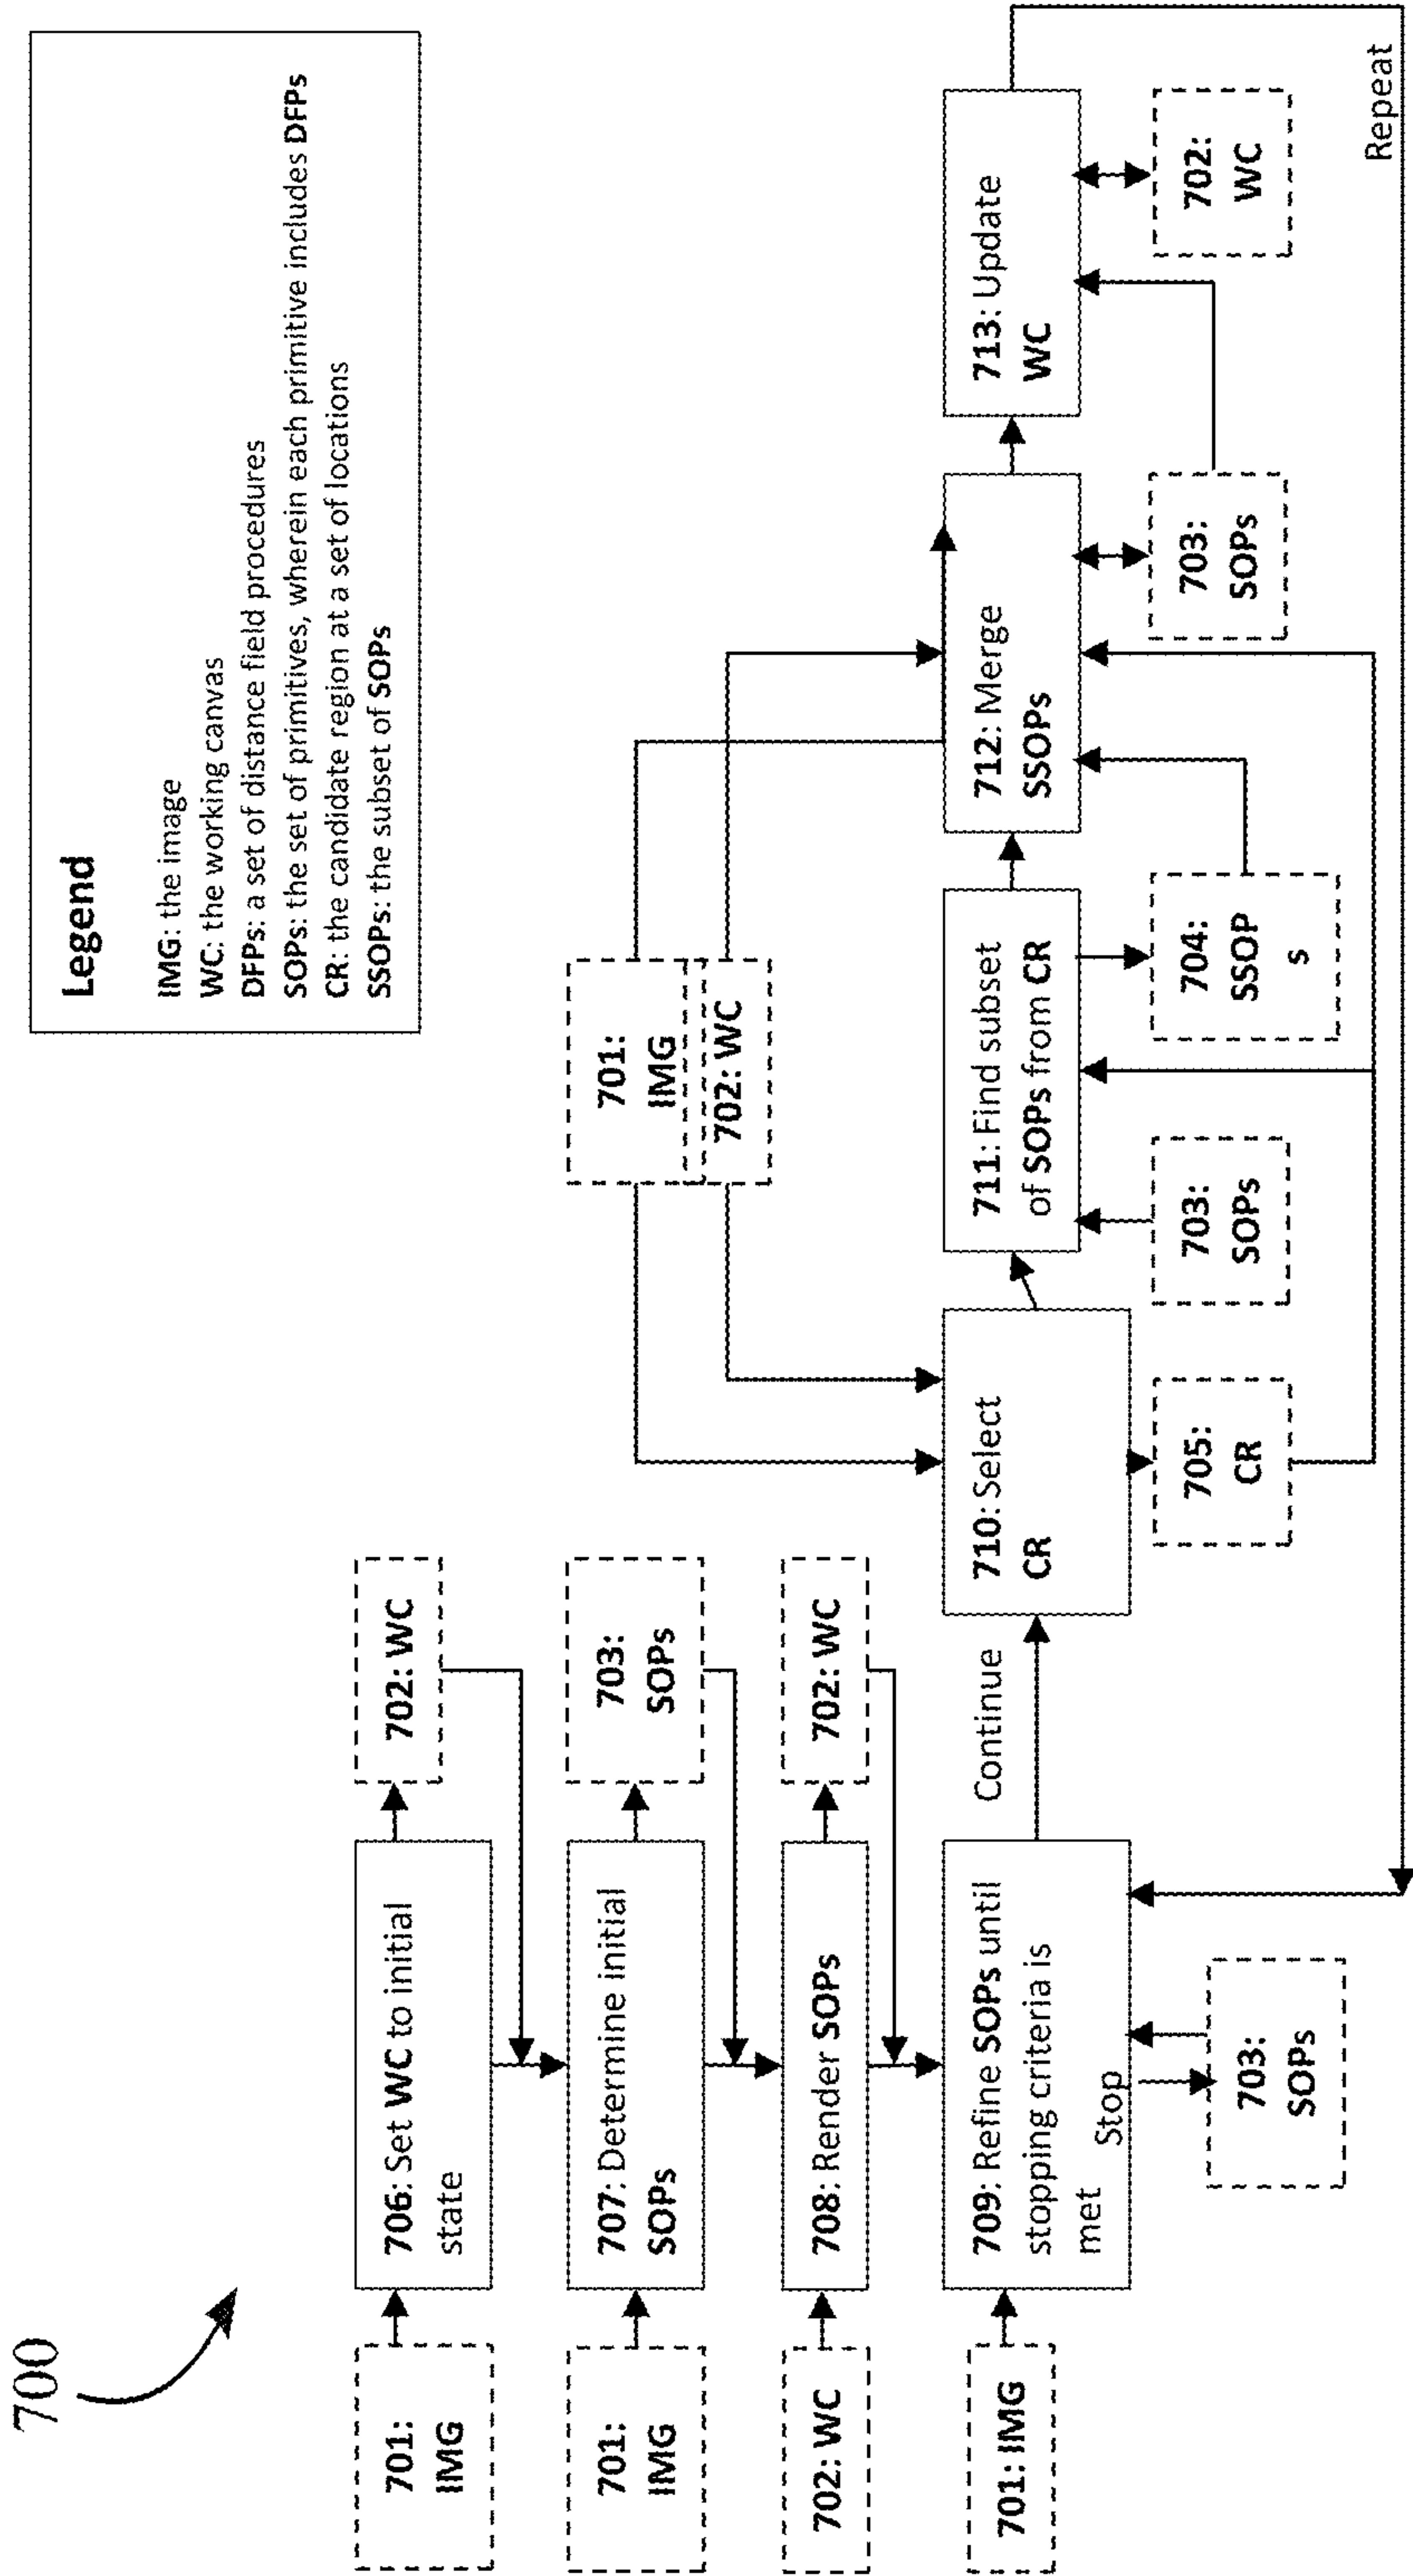 700
Legend
IMG: the image
WC: the working canvas
DFPs: a set of distance field procedures
SOPs: the set of primitives, wherein each primitive includes DFPs
CR: the candidate region at a set of locations
SSOPs: the subset of SOPs
701:
IMG
706: Set WC to initial
state
702: WC
701:
IMG
707: Determine initial
SOPs
703:
SOPs
702: WC
708: Render SOPs
702: WC
701: IMG
709: Refine SOPs until
stopping criteria is
met
Stop
703:
SOPs
Continue
701:
IMG
702: WC
710: Select
CR
705:
CR
711: Find subset
of SOPs from CR
703:
SOPs
704:
SSOP
s
712: Merge
SSOPs
703:
SOPs
713: Update
WC
702:
WC
Repeat